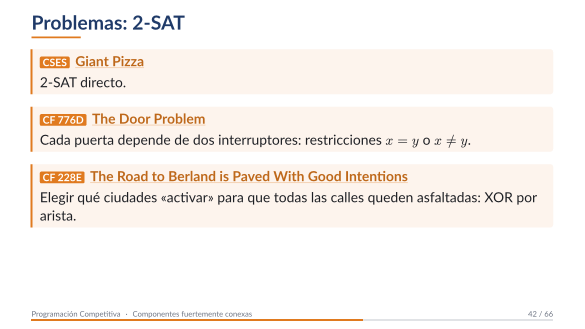 Problemas: 2-SAT
CSES Giant Pizza
2-SAT directo.
CF 776D The Door Problem
Cada puerta depende de dos interruptores: restricciones x = y o x ≠ y.
CF 228E The Road to Berland is Paved With Good Intentions
Elegir qué ciudades «activar» para que todas las calles queden asfaltadas: XOR por
arista.
Programación Competitiva · Componentes fuertemente conexas 42 / 66